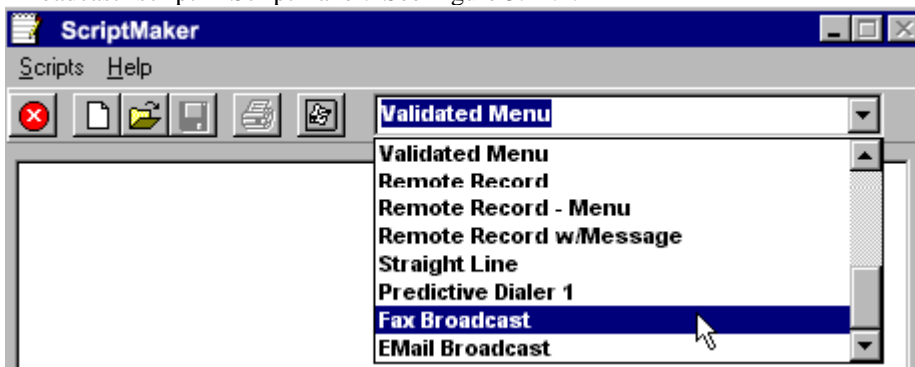 ScriptMaker
Scripts Help
Validated Menu
Validated Menu
Remote Record
Remote Record - Menu
Remote Record w/Message
Straight Line
Predictive Dialer 1
Fax Broadcast
EMail Broadcast